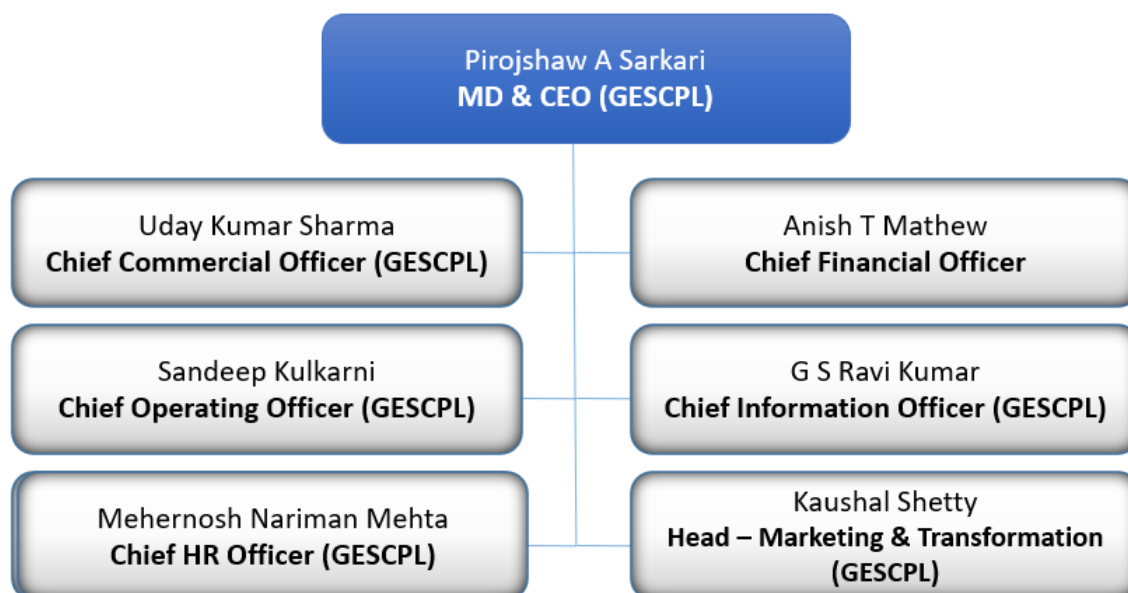 Pirojshaw A Sarkari
MD & CEO (GESCPL)
Uday Kumar Sharma
Chief Commercial Officer (GESCPL)
Anish T Mathew
Chief Financial Officer
Sandeep Kulkarni
Chief Operating Officer (GESCPL)
G S Ravi Kumar
Chief Information Officer (GESCPL)
Mehernosh Nariman Mehta
Chief HR Officer (GESCPL)
Kaushal Shetty
Head – Marketing & Transformation
(GESCPL)